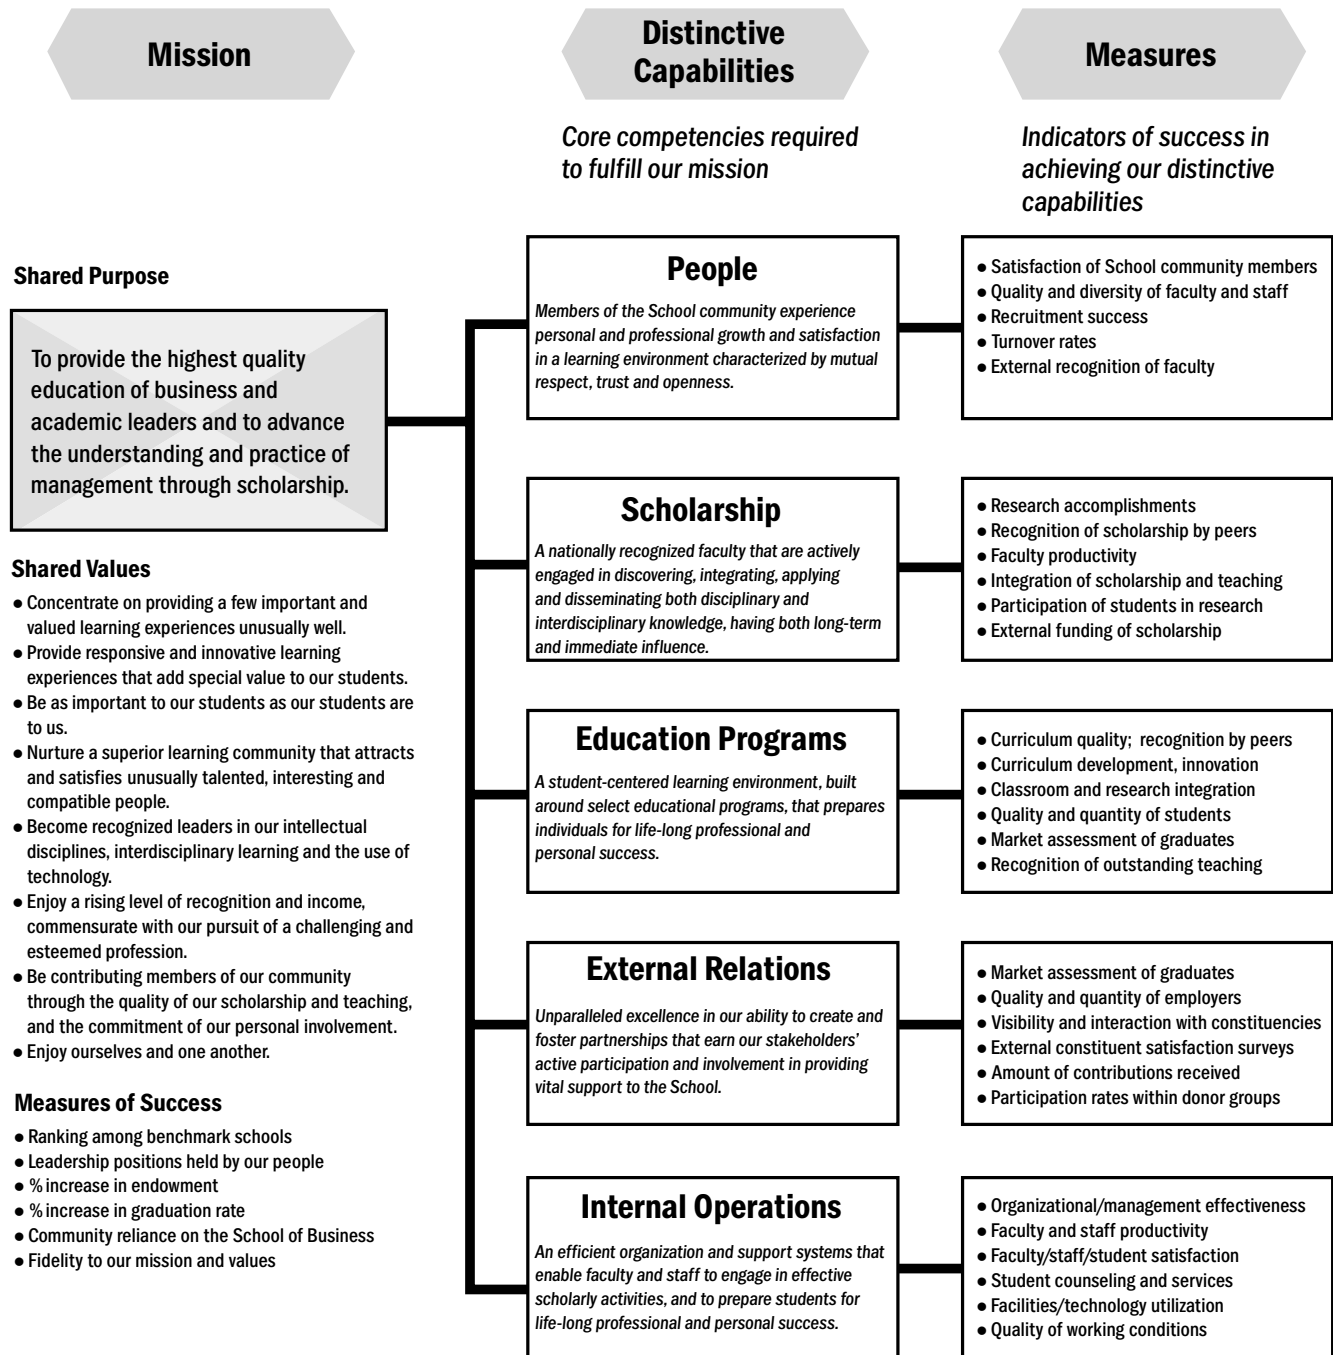 Mission
Distinctive
Capabilities
Measures
Core competencies required
to fulfill our mission
Indicators of success in
achieving our distinctive
capabilities
Shared Purpose
To provide the highest quality
education of business and
academic leaders and to advance
the understanding and practice of
management through scholarship.
Shared Values
● Concentrate on providing a few important and
valued learning experiences unusually well.
● Provide responsive and innovative learning
experiences that add special value to our students.
● Be as important to our students as our students are
to us.
● Nurture a superior learning community that attracts
and satisfies unusually talented, interesting and
compatible people.
● Become recognized leaders in our intellectual
disciplines, interdisciplinary learning and the use of
technology.
● Enjoy a rising level of recognition and income,
commensurate with our pursuit of a challenging and
esteemed profession.
● Be contributing members of our community
through the quality of our scholarship and teaching,
and the commitment of our personal involvement.
● Enjoy ourselves and one another.
Measures of Success
● Ranking among benchmark schools
● Leadership positions held by our people
● % increase in endowment
● % increase in graduation rate
● Community reliance on the School of Business
● Fidelity to our mission and values
People
Members of the School community experience
personal and professional growth and satisfaction
in a learning environment characterized by mutual
respect, trust and openness.
● Satisfaction of School community members
● Quality and diversity of faculty and staff
● Recruitment success
● Turnover rates
● External recognition of faculty
Scholarship
A nationally recognized faculty that are actively
engaged in discovering, integrating, applying
and disseminating both disciplinary and
interdisciplinary knowledge, having both long-term
and immediate influence.
● Research accomplishments
● Recognition of scholarship by peers
● Faculty productivity
● Integration of scholarship and teaching
● Participation of students in research
● External funding of scholarship
Education Programs
A student-centered learning environment, built
around select educational programs, that prepares
individuals for life-long professional and
personal success.
● Curriculum quality; recognition by peers
● Curriculum development, innovation
● Classroom and research integration
● Quality and quantity of students
● Market assessment of graduates
● Recognition of outstanding teaching
External Relations
Unparalleled excellence in our ability to create and
foster partnerships that earn our stakeholders'
active participation and involvement in providing
vital support to the School.
● Market assessment of graduates
● Quality and quantity of employers
● Visibility and interaction with constituencies
● External constituent satisfaction surveys
● Amount of contributions received
● Participation rates within donor groups
Internal Operations
An efficient organization and support systems that
enable faculty and staff to engage in effective
scholarly activities, and to prepare students for
life-long professional and personal success.
● Organizational/management effectiveness
● Faculty and staff productivity
● Faculty/staff/student satisfaction
● Student counseling and services
● Facilities/technology utilization
● Quality of working conditions